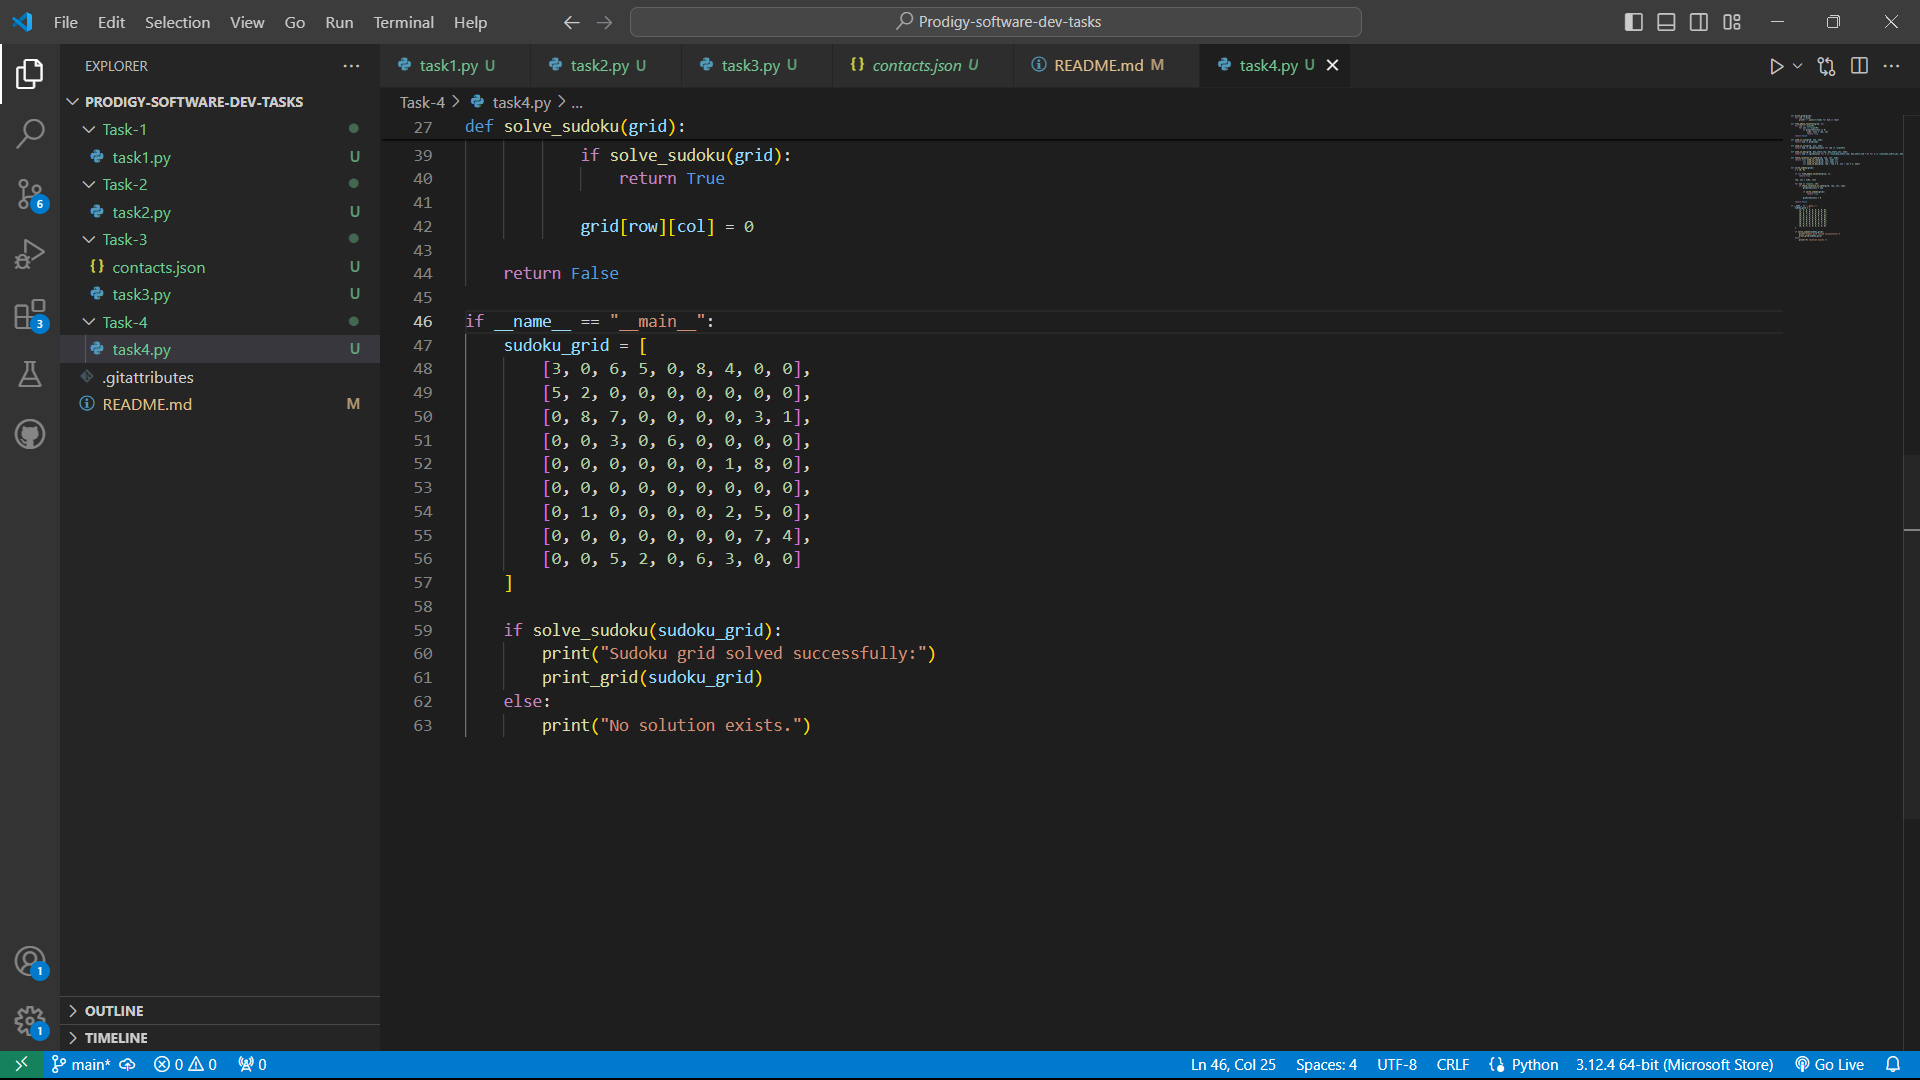 File Edit Selection View Go Run Terminal Help
Prodigy-software-dev-tasks
EXPLORER
PRODIGY-SOFTWARE-DEV-TASKS
Task-1
task1.py U
Task-2
task2.py U
Task-3
contacts.json U
task3.py U
Task-4
task4.py U
.gitattributes
README.md M
6
3
1
1
OUTLINE
TIMELINE
task1.py U task2.py U task3.py U {} contacts.json U README.md M task4.py U
Task-4 > task4.py > ...
27 def solve_sudoku(grid):
39 if solve_sudoku(grid):
40 return True
41
42 grid[row][col] = 0
43
44 return False
45
46 if __name__ == "__main__":
47 sudoku_grid = [
48 [3, 0, 6, 5, 0, 8, 4, 0, 0],
49 [5, 2, 0, 0, 0, 0, 0, 0, 0],
50 [0, 8, 7, 0, 0, 0, 0, 3, 1],
51 [0, 0, 3, 0, 6, 0, 0, 0, 0],
52 [0, 0, 0, 0, 0, 0, 1, 8, 0],
53 [0, 0, 0, 0, 0, 0, 0, 0, 0],
54 [0, 1, 0, 0, 0, 0, 2, 5, 0],
55 [0, 0, 0, 0, 0, 0, 0, 7, 4],
56 [0, 0, 5, 2, 0, 6, 3, 0, 0]
57 ]
58
59 if solve_sudoku(sudoku_grid):
60 print("Sudoku grid solved successfully:")
61 print_grid(sudoku_grid)
62 else:
63 print("No solution exists.")
main* 0 0 0 Ln 46, Col 25 Spaces: 4 UTF-8 CRLF Python 3.12.4 64-bit (Microsoft Store) Go Live